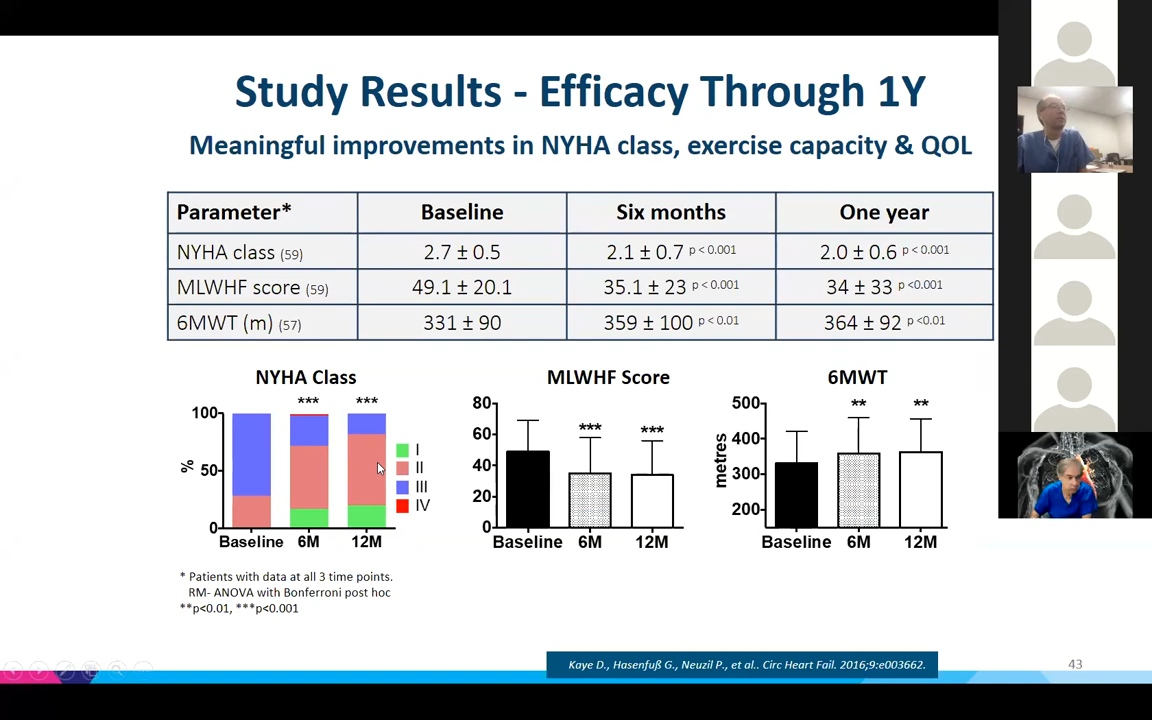 Study Results - Efficacy Through 1Y
Meaningful improvements in NYHA class, exercise capacity & QOL
Parameter* Baseline Six months One year
NYHA class (59) 2.7 ± 0.5 2.1 ± 0.7 p < 0.001 2.0 ± 0.6 p <0.001
MLWHF score (59) 49.1 ± 20.1 35.1 ± 23 p < 0.001 34 ± 33 p <0.001
6MWT (m) (57) 331 ± 90 359 ± 100 p < 0.01 364 ± 92 p <0.01
NYHA Class
*** ***
100
50
0
%
Baseline 6M 12M
I
II
III
IV
MLWHF Score
80
60
40
20
0
*** ***
Baseline 6M 12M
6MWT
500
400
300
200
metres
** **
Baseline 6M 12M
* Patients with data at all 3 time points.
RM- ANOVA with Bonferroni post hoc
**p<0.01, ***p<0.001
Kaye D., Hasenfuß G., Neuzil P., et al.. Circ Heart Fail. 2016;9:e003662.
43